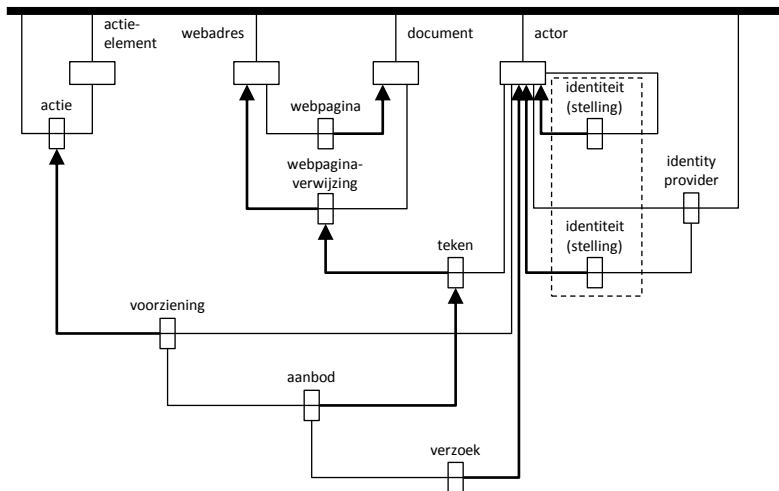 actie-
element
webadres
document
actor
actie
webpagina
identiteit
(stelling)
webpagina-
verwijzing
identity
provider
teken
identiteit
(stelling)
voorziening
aanbod
verzoek